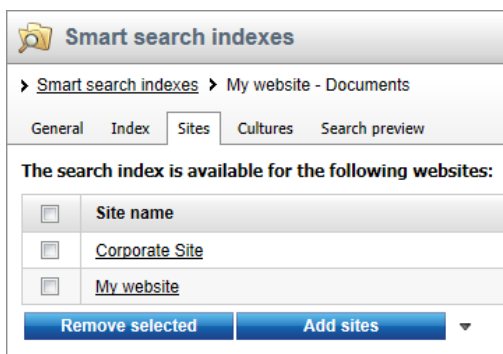 Smart search indexes
Smart search indexes > My website - Documents
General Index Sites Cultures Search preview
The search index is available for the following websites:
Site name
Corporate Site
My website
Remove selected Add sites